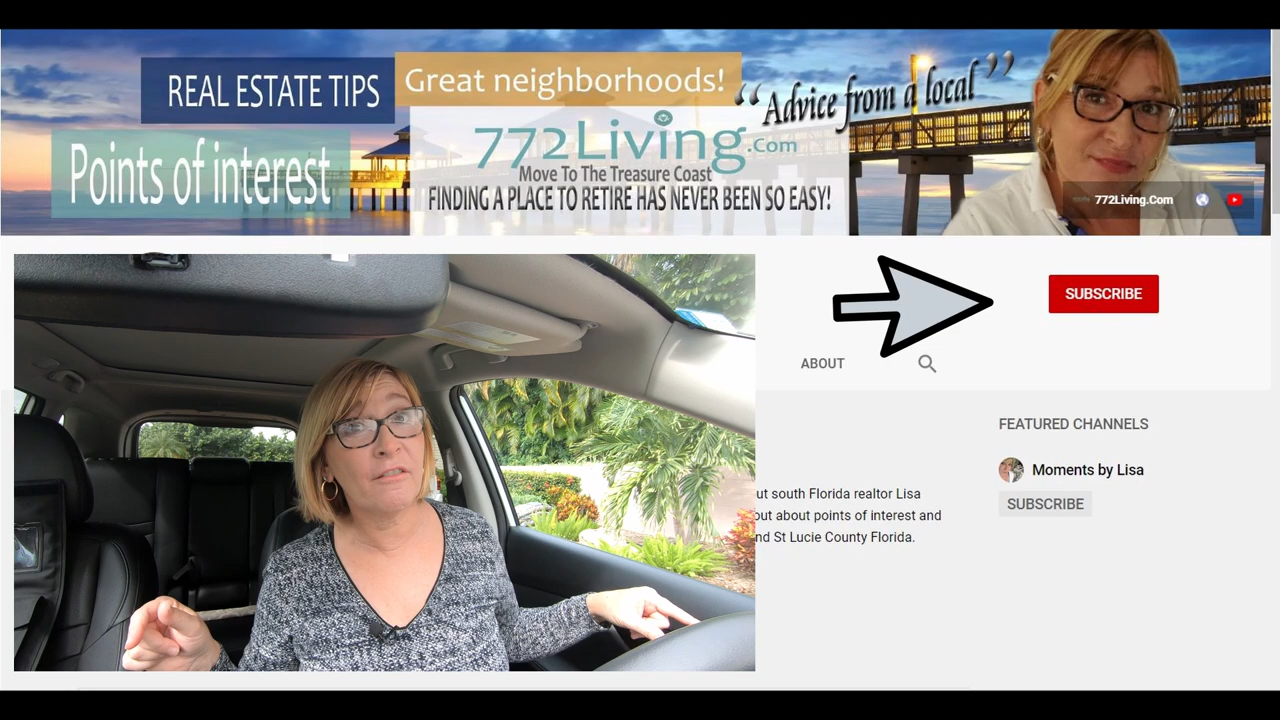 REAL ESTATE TIPS
Great neighborhoods!
“Advice from a local”
Points of interest
772Living.Com
Move To The Treasure Coast
FINDING A PLACE TO RETIRE HAS NEVER BEEN SO EASY!
772Living.Com
SUBSCRIBE
ABOUT
FEATURED CHANNELS
Moments by Lisa
SUBSCRIBE
ut south Florida realtor Lisa
out about points of interest and
nd St Lucie County Florida.